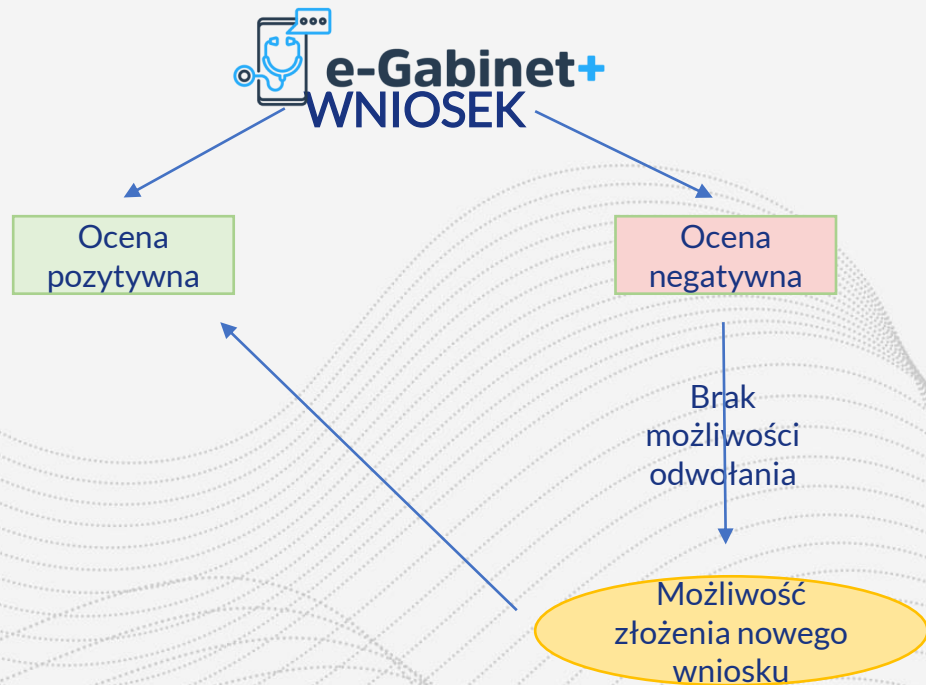 e-Gabinet+
WNIOSEK
Ocena
pozytywna
Ocena
negatywna
Brak
możliwości
odwołania
Możliwość
złożenia nowego
wniosku